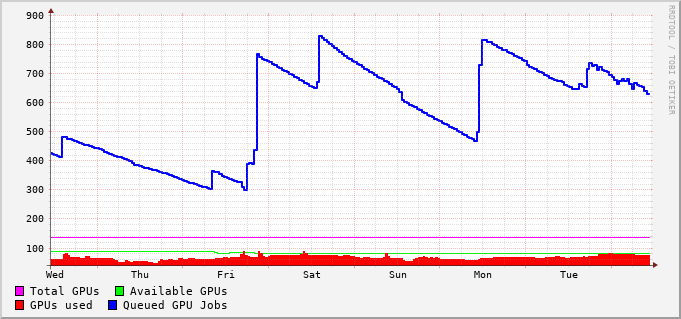 900
800
700
600
500
400
300
200
100
Wed Thu Fri Sat Sun Mon Tue
Total GPUs Available GPUs
GPUs used Queued GPU Jobs
RRDTOOL / TOBI OETIKER